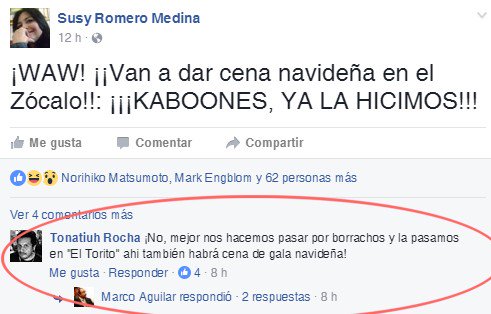 Susy Romero Medina
12 h ·
¡WAW! ¡¡Van a dar cena navideña en el
Zócalo!!: ¡¡¡KABOONES, YA LA HICIMOS!!!
Me gusta Comentar Compartir
Norihiko Matsumoto, Mark Engblom y 62 personas más
Ver 4 comentarios más
Tonatiuh Rocha ¡No, mejor nos hacemos pasar por borrachos y la pasamos
en "El Torito" ahi también habrá cena de gala navideña!
Me gusta · Responder · 4 · 8 h
Marco Aguilar respondió · 2 respuestas · 8 h